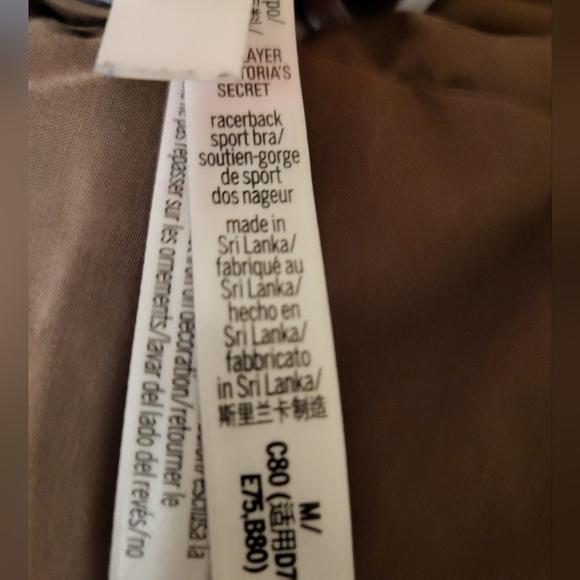 SECRET
racerback
sport bra/
soutien-gorge
de sport
dos nageur
made in
Sri Lanka/
fabriqué au
Sri Lanka/
hecho en
Sri Lanka/
fabbricato
in Sri Lanka/
斯里兰卡制造
M/
C80 (适用D7
E75,B80)
pas repasser sur les ornements/lavar del lado del revés/no
decoration/retourner le